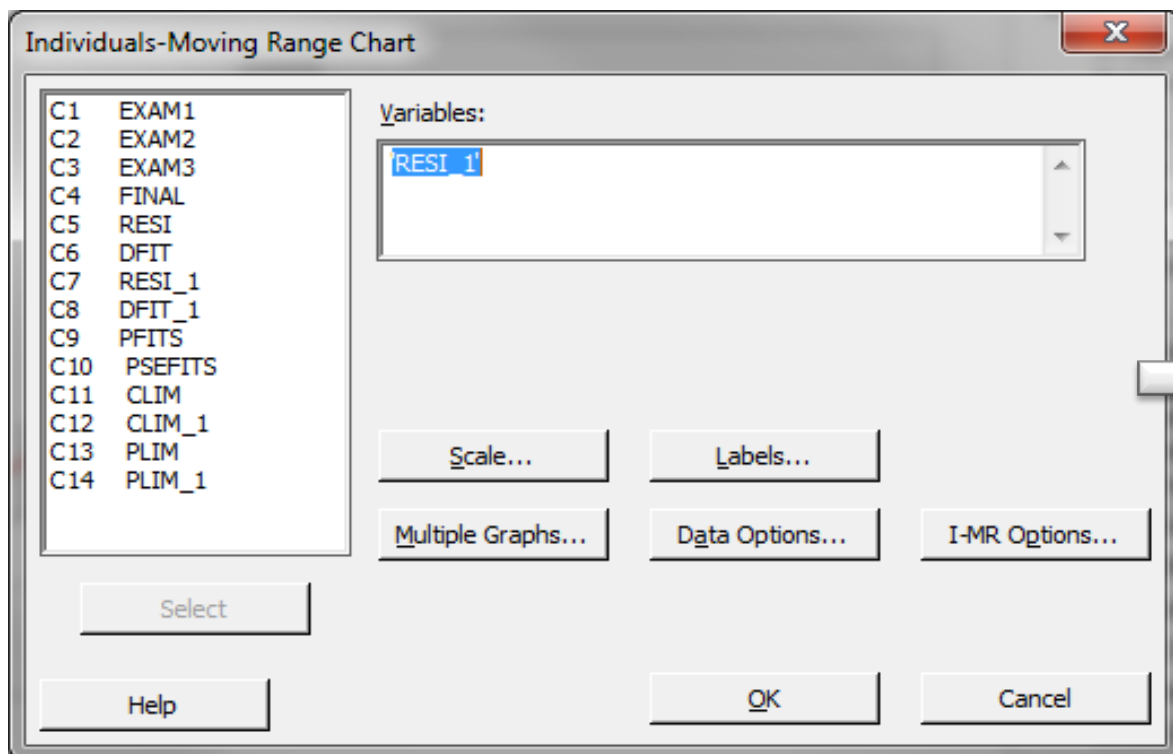 Individuals-Moving Range Chart
C1 EXAM1
C2 EXAM2
C3 EXAM3
C4 FINAL
C5 RESI
C6 DFIT
C7 RESI_1
C8 DFIT_1
C9 PFITS
C10 PSEFITS
C11 CLIM
C12 CLIM_1
C13 PLIM
C14 PLIM_1
Variables:
'RESI_1'
Scale... Labels...
Multiple Graphs... Data Options... I-MR Options...
Select
Help OK Cancel